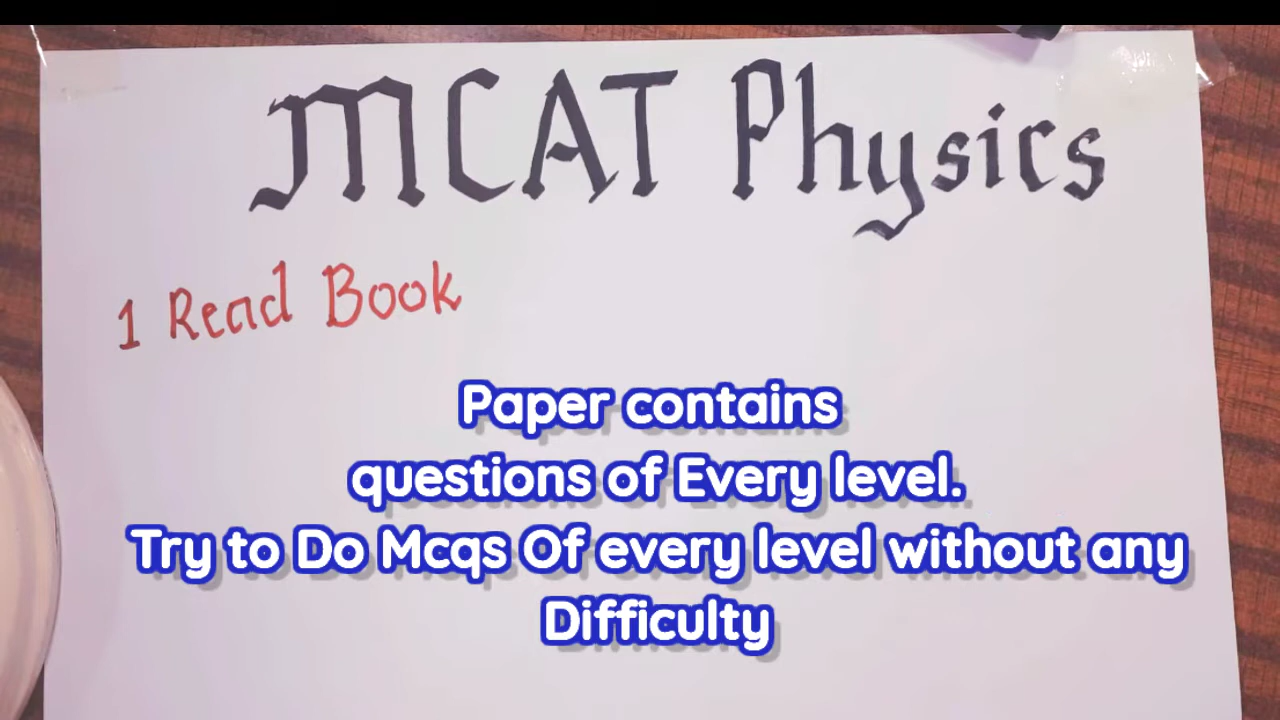 MCAT Physics
1 Read Book
Paper contains
questions of Every level.
Try to Do Mcqs Of every level without any
Difficulty